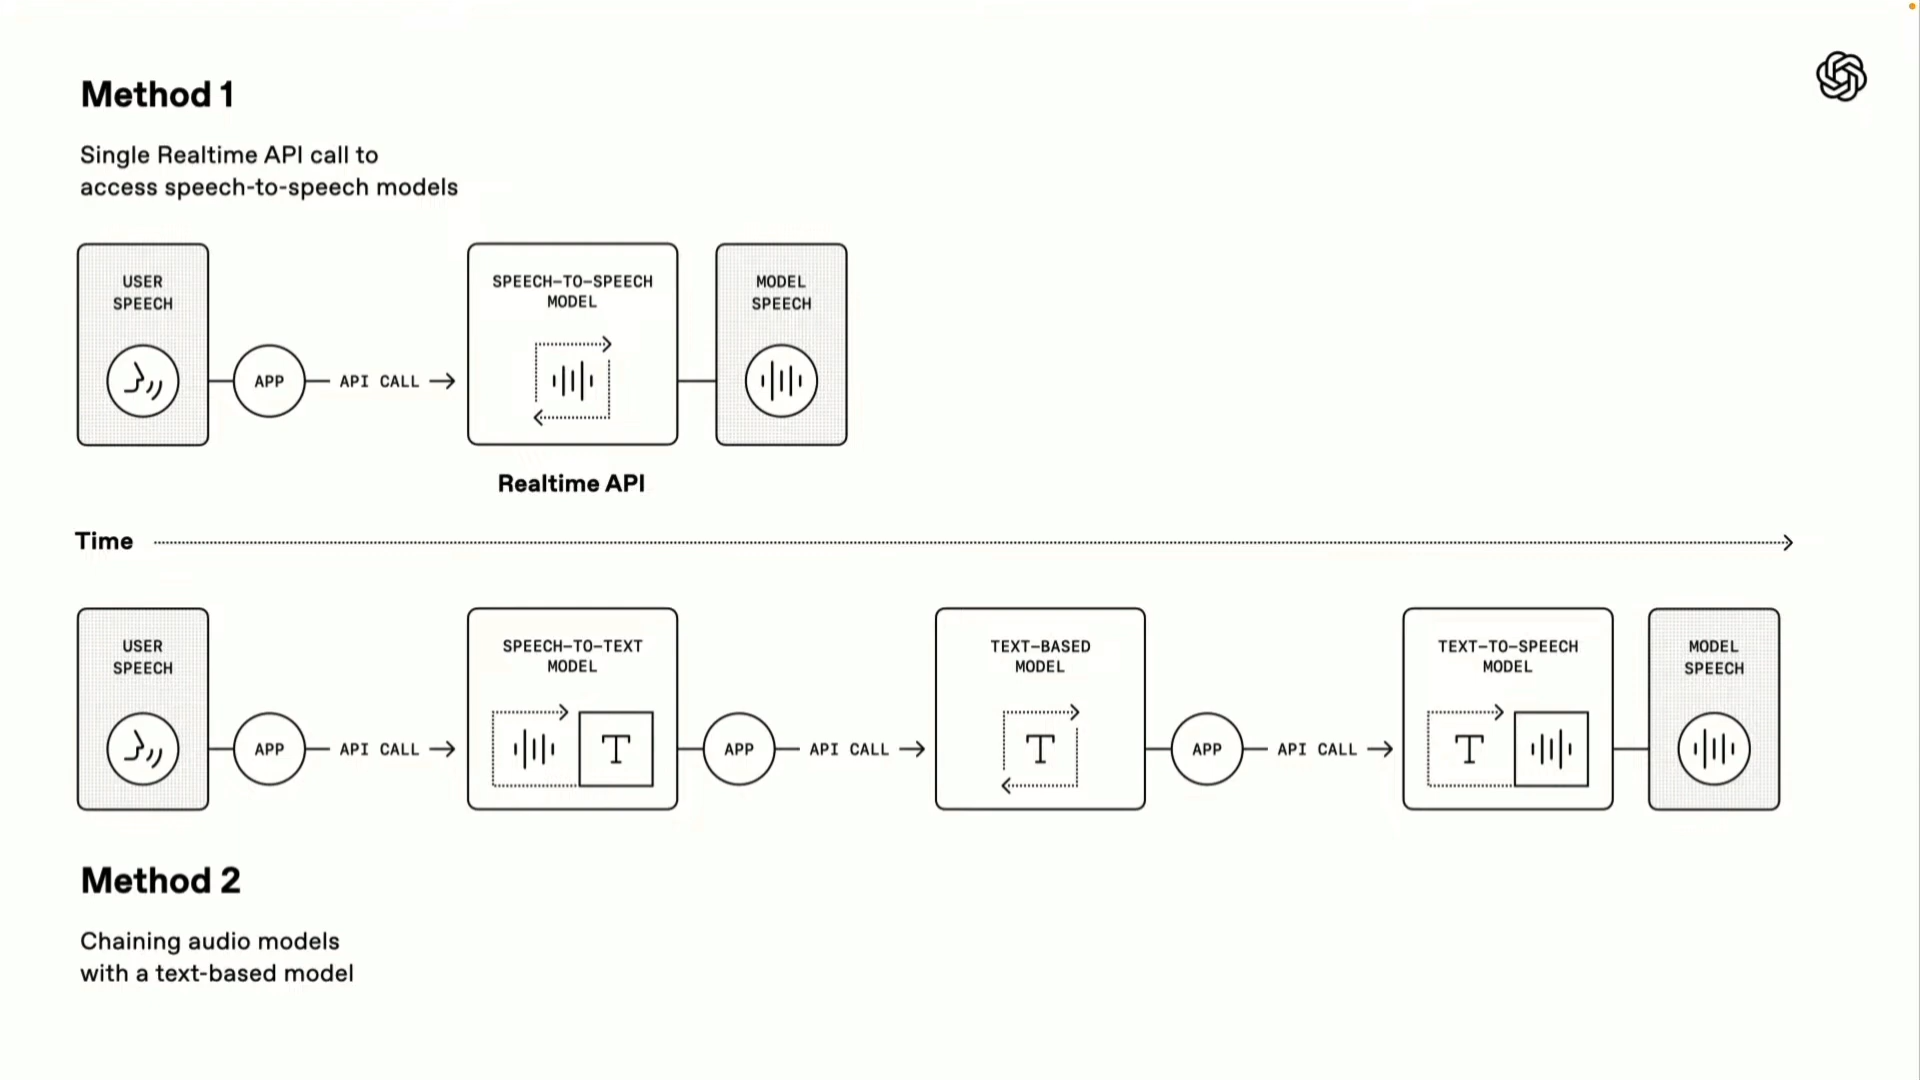 Method 1
Single Realtime API call to
access speech-to-speech models
USER
SPEECH
APP
API CALL
SPEECH-TO-SPEECH
MODEL
MODEL
SPEECH
Realtime API
Time
USER
SPEECH
APP
API CALL
SPEECH-TO-TEXT
MODEL
T
APP
API CALL
TEXT-BASED
MODEL
T
APP
API CALL
TEXT-TO-SPEECH
MODEL
T
MODEL
SPEECH
Method 2
Chaining audio models
with a text-based model